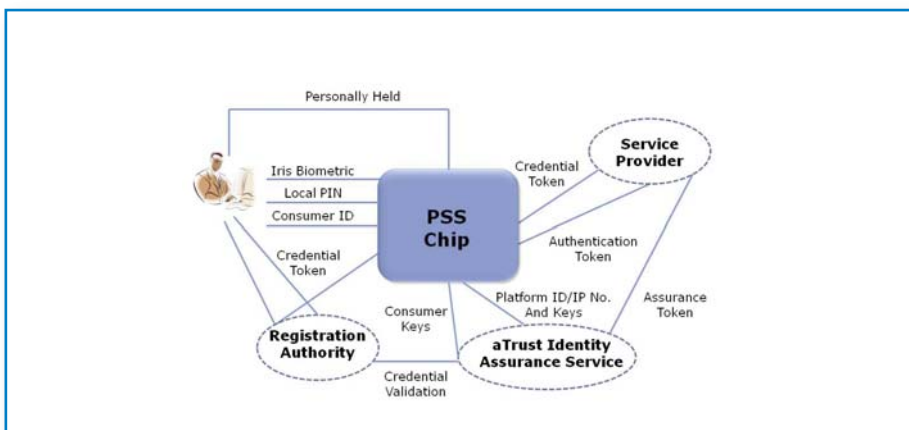 Personally Held
Iris Biometric
Local PIN
Consumer ID
PSS
Chip
Service
Provider
Credential
Token
Authentication
Token
Credential
Token
Consumer
Keys
Platform ID/IP No.
And Keys
Assurance
Token
Registration
Authority
aTrust Identity
Assurance Service
Credential
Validation